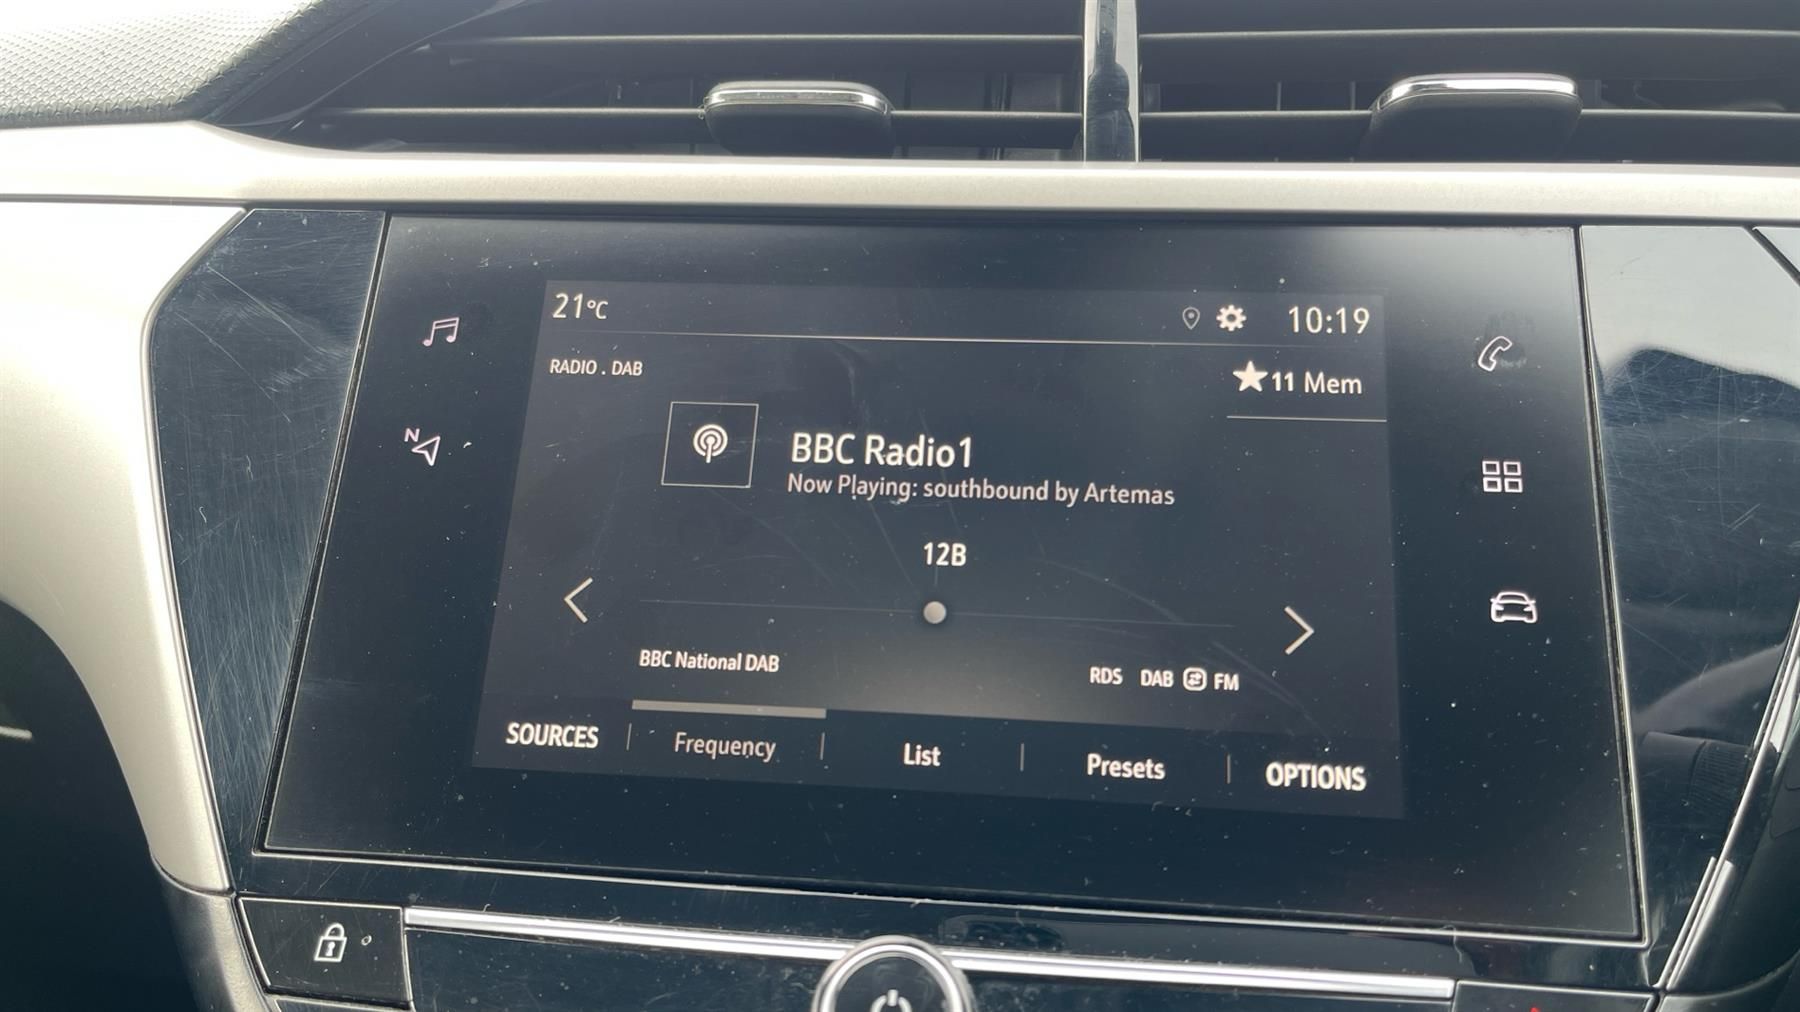 21°C 10:19
RADIO . DAB
★11 Mem
BBC Radio1
Now Playing: southbound by Artemas
N
12B
BBC National DAB
RDS DAB FM
SOURCES Frequency List Presets OPTIONS